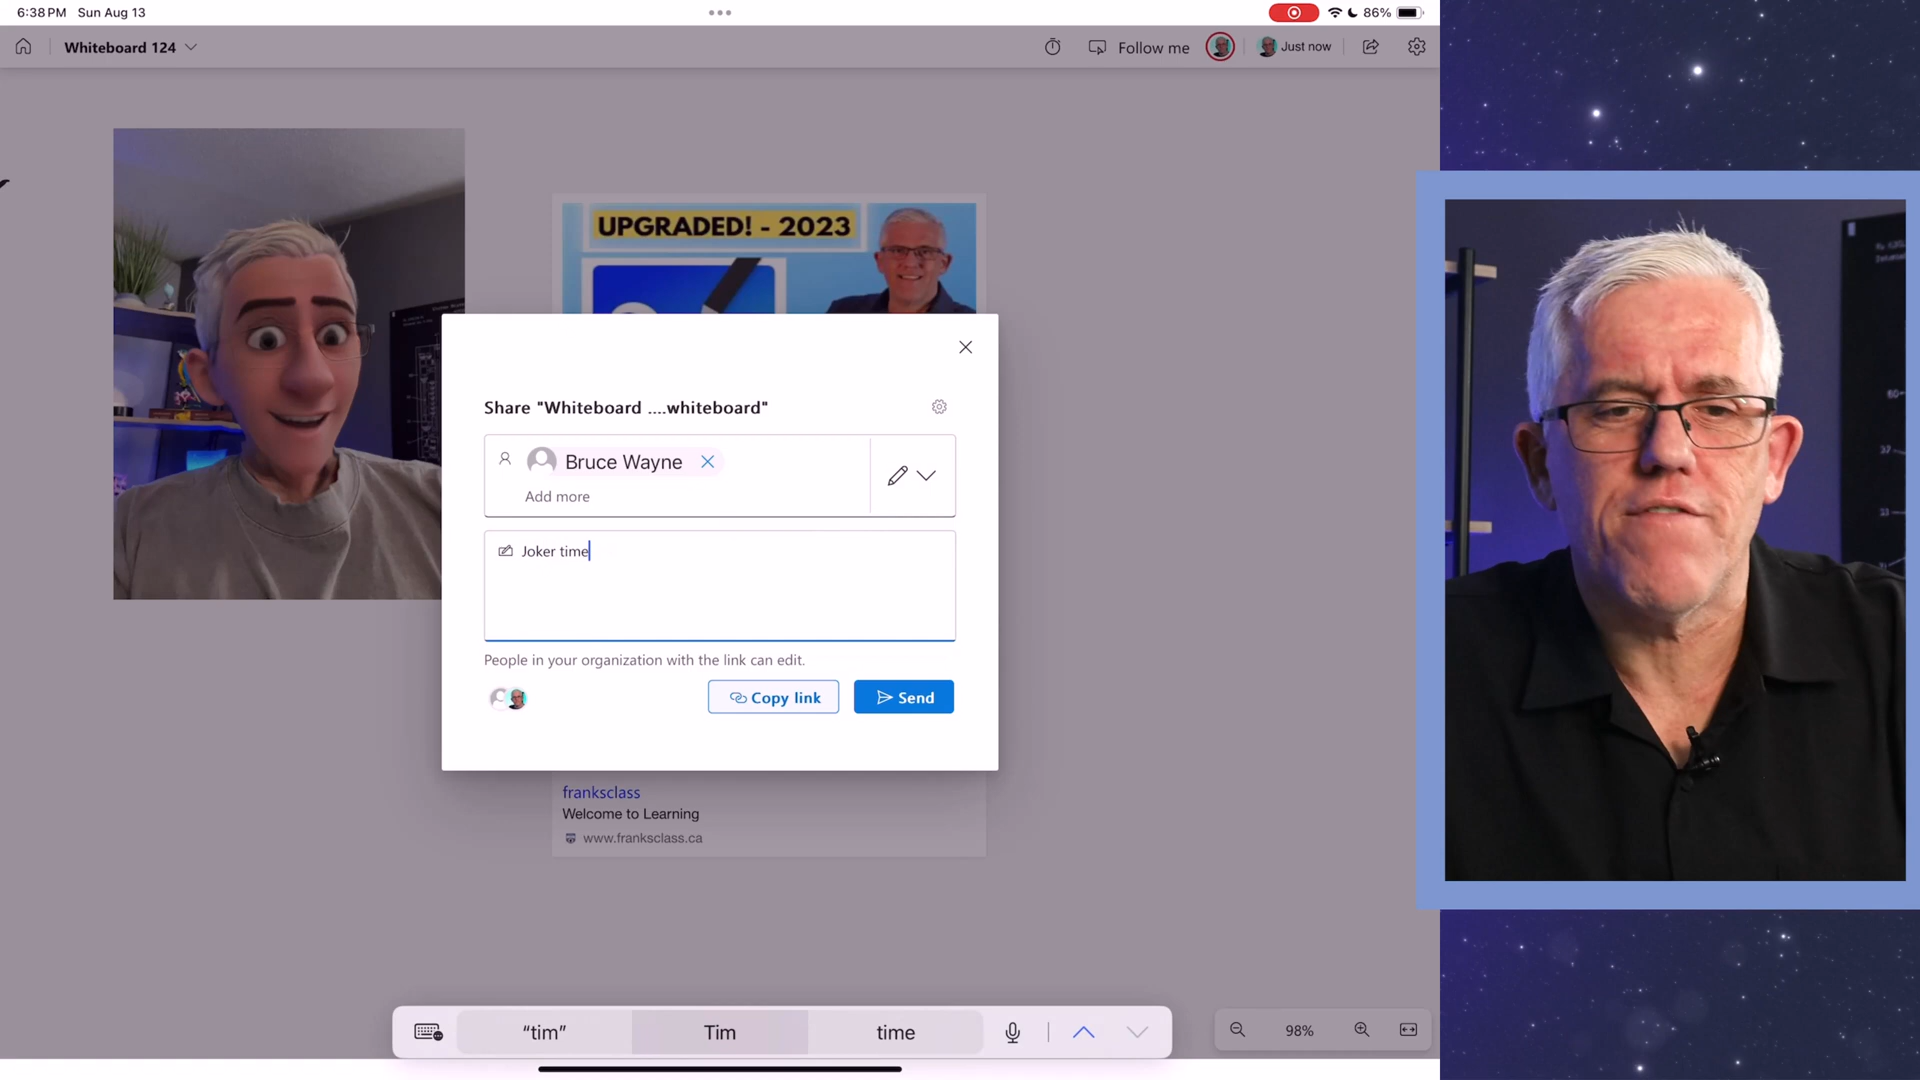 6:38 PM Sun Aug 13
86%
Whiteboard 124
Follow me
Just now
UPGRADED! - 2023
Share "Whiteboard ....whiteboard"
Bruce Wayne
Add more
Joker time
People in your organization with the link can edit.
Copy link
Send
franksclass
Welcome to Learning
www.franksclass.ca
“tim”
Tim
time
98%